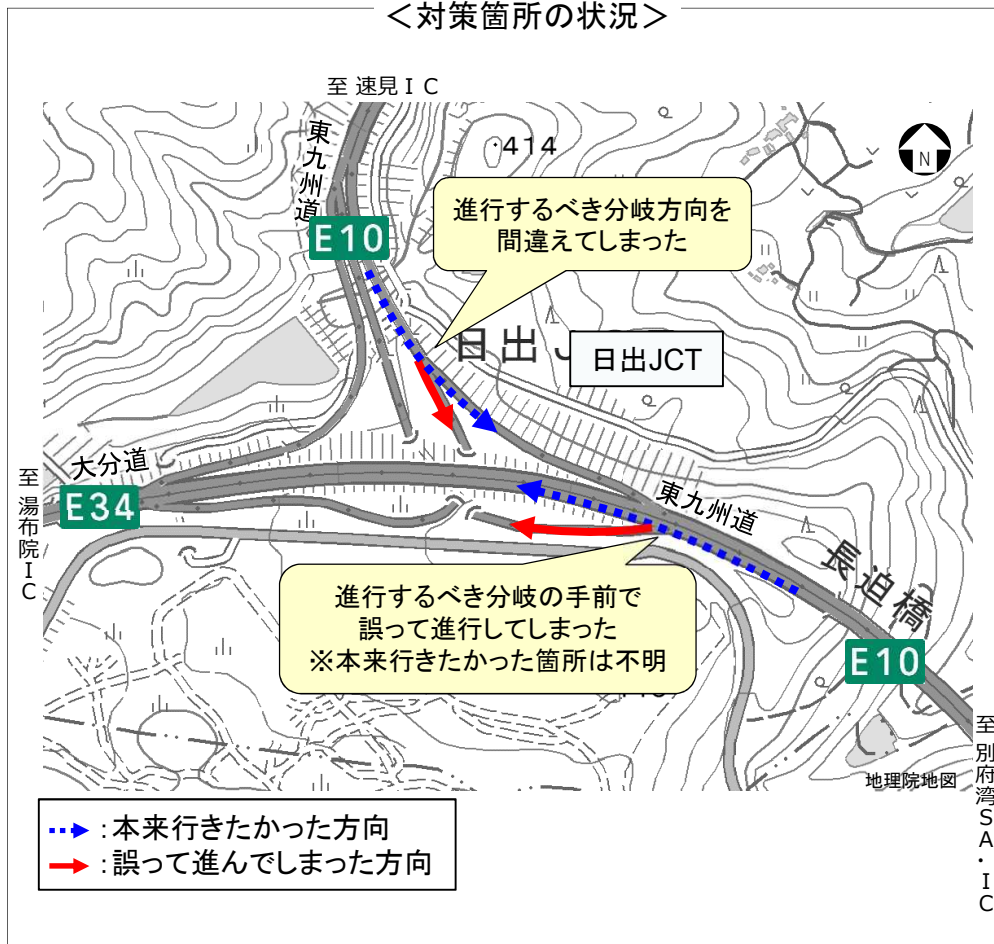 ＜対策箇所の状況＞
至 速見ＩＣ
東九州道
E10
414
N
進行するべき分岐方向を
間違えてしまった
日出J
日出JCT
大分道
E34
至 湯布院ＩＣ
東九州道
長迫橋
E10
進行するべき分岐の手前で
誤って進行してしまった
※本来行きたかった箇所は不明
至 別府湾ＳＡ・ＩＣ
地理院地図
：本来行きたかった方向
：誤って進んでしまった方向